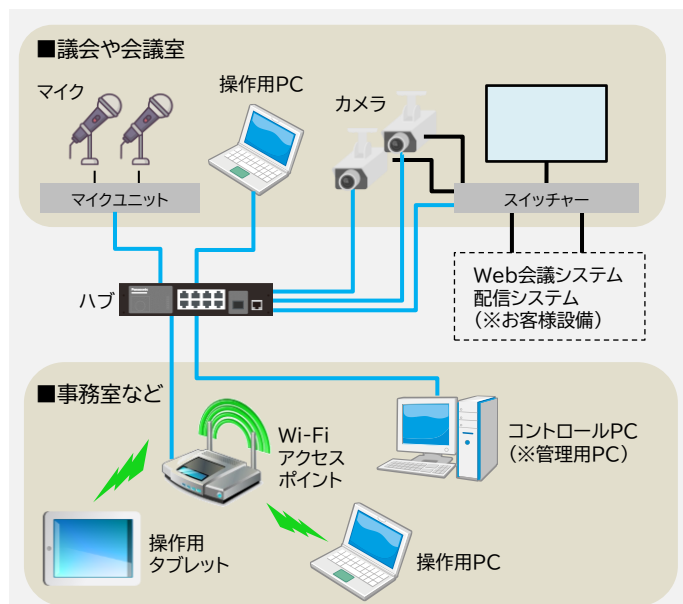 ■議会や会議室
マイク
操作用PC
カメラ
マイクユニット
スイッチャー
Web会議システム
配信システム
（※お客様設備）
ハブ
■事務室など
Wi-Fi
アクセス
ポイント
コントロールPC
（※管理用PC）
操作用
タブレット
操作用PC